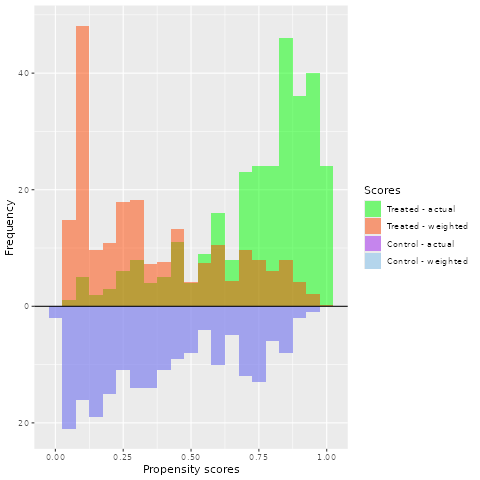 40
20
0
20
Frequency
0.00 0.25 0.50 0.75 1.00
Propensity scores
Scores
Treated - actual
Treated - weighted
Control - actual
Control - weighted